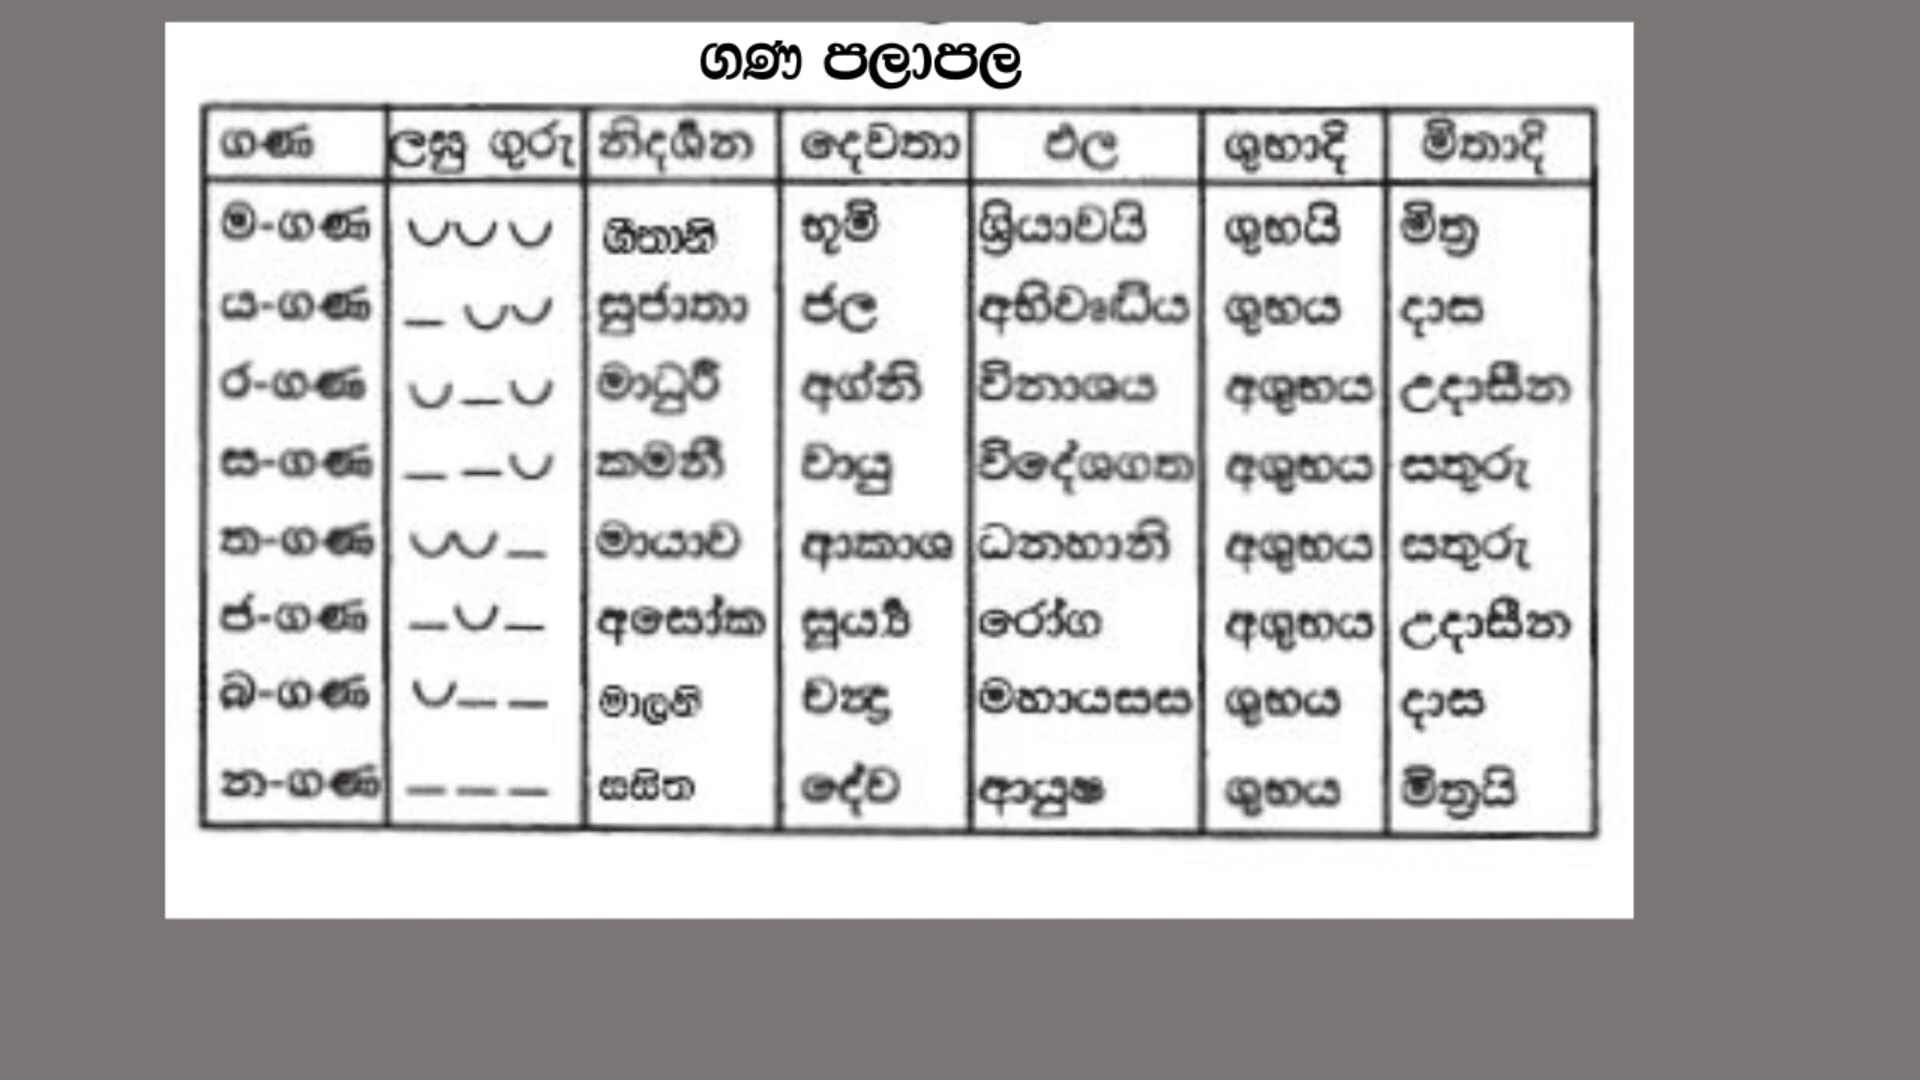 ගණ පලාපල
ගණ ලඝු ගුරු නිදර්ශන දෙවතා ඵල ශුභාදි මිතාදි
ම-ගණ ◡◡◡ ගීතානි භූමි ශ්‍රියාවයි ශුභයි මිත්‍ර
ය-ගණ _ ◡◡ සුජාතා ජල අභිවෘද්ධිය ශුභය දාස
ර-ගණ ◡_◡ මාධුරී අග්නි විනාශය අශුභය උදාසීන
ස-ගණ _ _◡ කමනී වායු විදේශගත අශුභය සතුරු
ත-ගණ ◡◡_ මායාව ආකාශ ධනහානි අශුභය සතුරු
ජ-ගණ _◡_ අසෝක සූර්‍ය්‍ය රෝග අශුභය උදාසීන
බ-ගණ ◡_ _ මාලනි චන්‍ද්‍ර මහායසස ශුභය දාස
න-ගණ _ _ _ සසිත දේව ආයුෂ ශුභය මිත්‍රයි